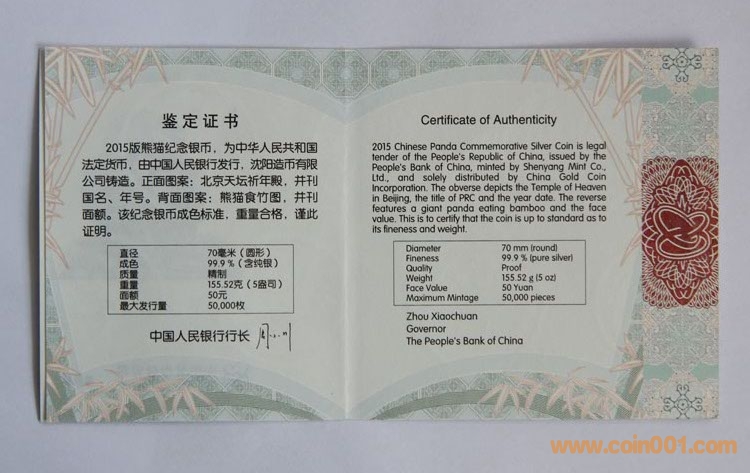 鉴定证书
2015版熊猫纪念银币，为中华人民共和国
法定货币，由中国人民银行发行，沈阳造币有限
公司铸造。正面图案：北京天坛祈年殿，并刊
国名、年号。背面图案：熊猫食竹图，并刊
面额。该纪念银币成色标准，重量合格，谨此
证明。
直径 70毫米（圆形）
成色 99.9%（含纯银）
质量 精制
重量 155.52克（5盎司）
面额 50元
最大发行量 50,000枚
中国人民银行行长
Certificate of Authenticity
2015 Chinese Panda Commemorative Silver Coin is legal
tender of the People's Republic of China, issued by the
People's Bank of China, minted by Shenyang Mint Co.,
Ltd., and solely distributed by China Gold Coin
Incorporation. The obverse depicts the Temple of Heaven
in Beijing, the title of PRC and the year date. The reverse
features a giant panda eating bamboo and the face
value. This is to certify that the coin is up to standard as to
its fineness and weight.
Diameter 70 mm (round)
Fineness 99.9 % (pure silver)
Quality Proof
Weight 155.52 g (5 oz)
Face Value 50 Yuan
Maximum Mintage 50,000 pieces
Zhou Xiaochuan
Governor
The People's Bank of China
www.coin001.com